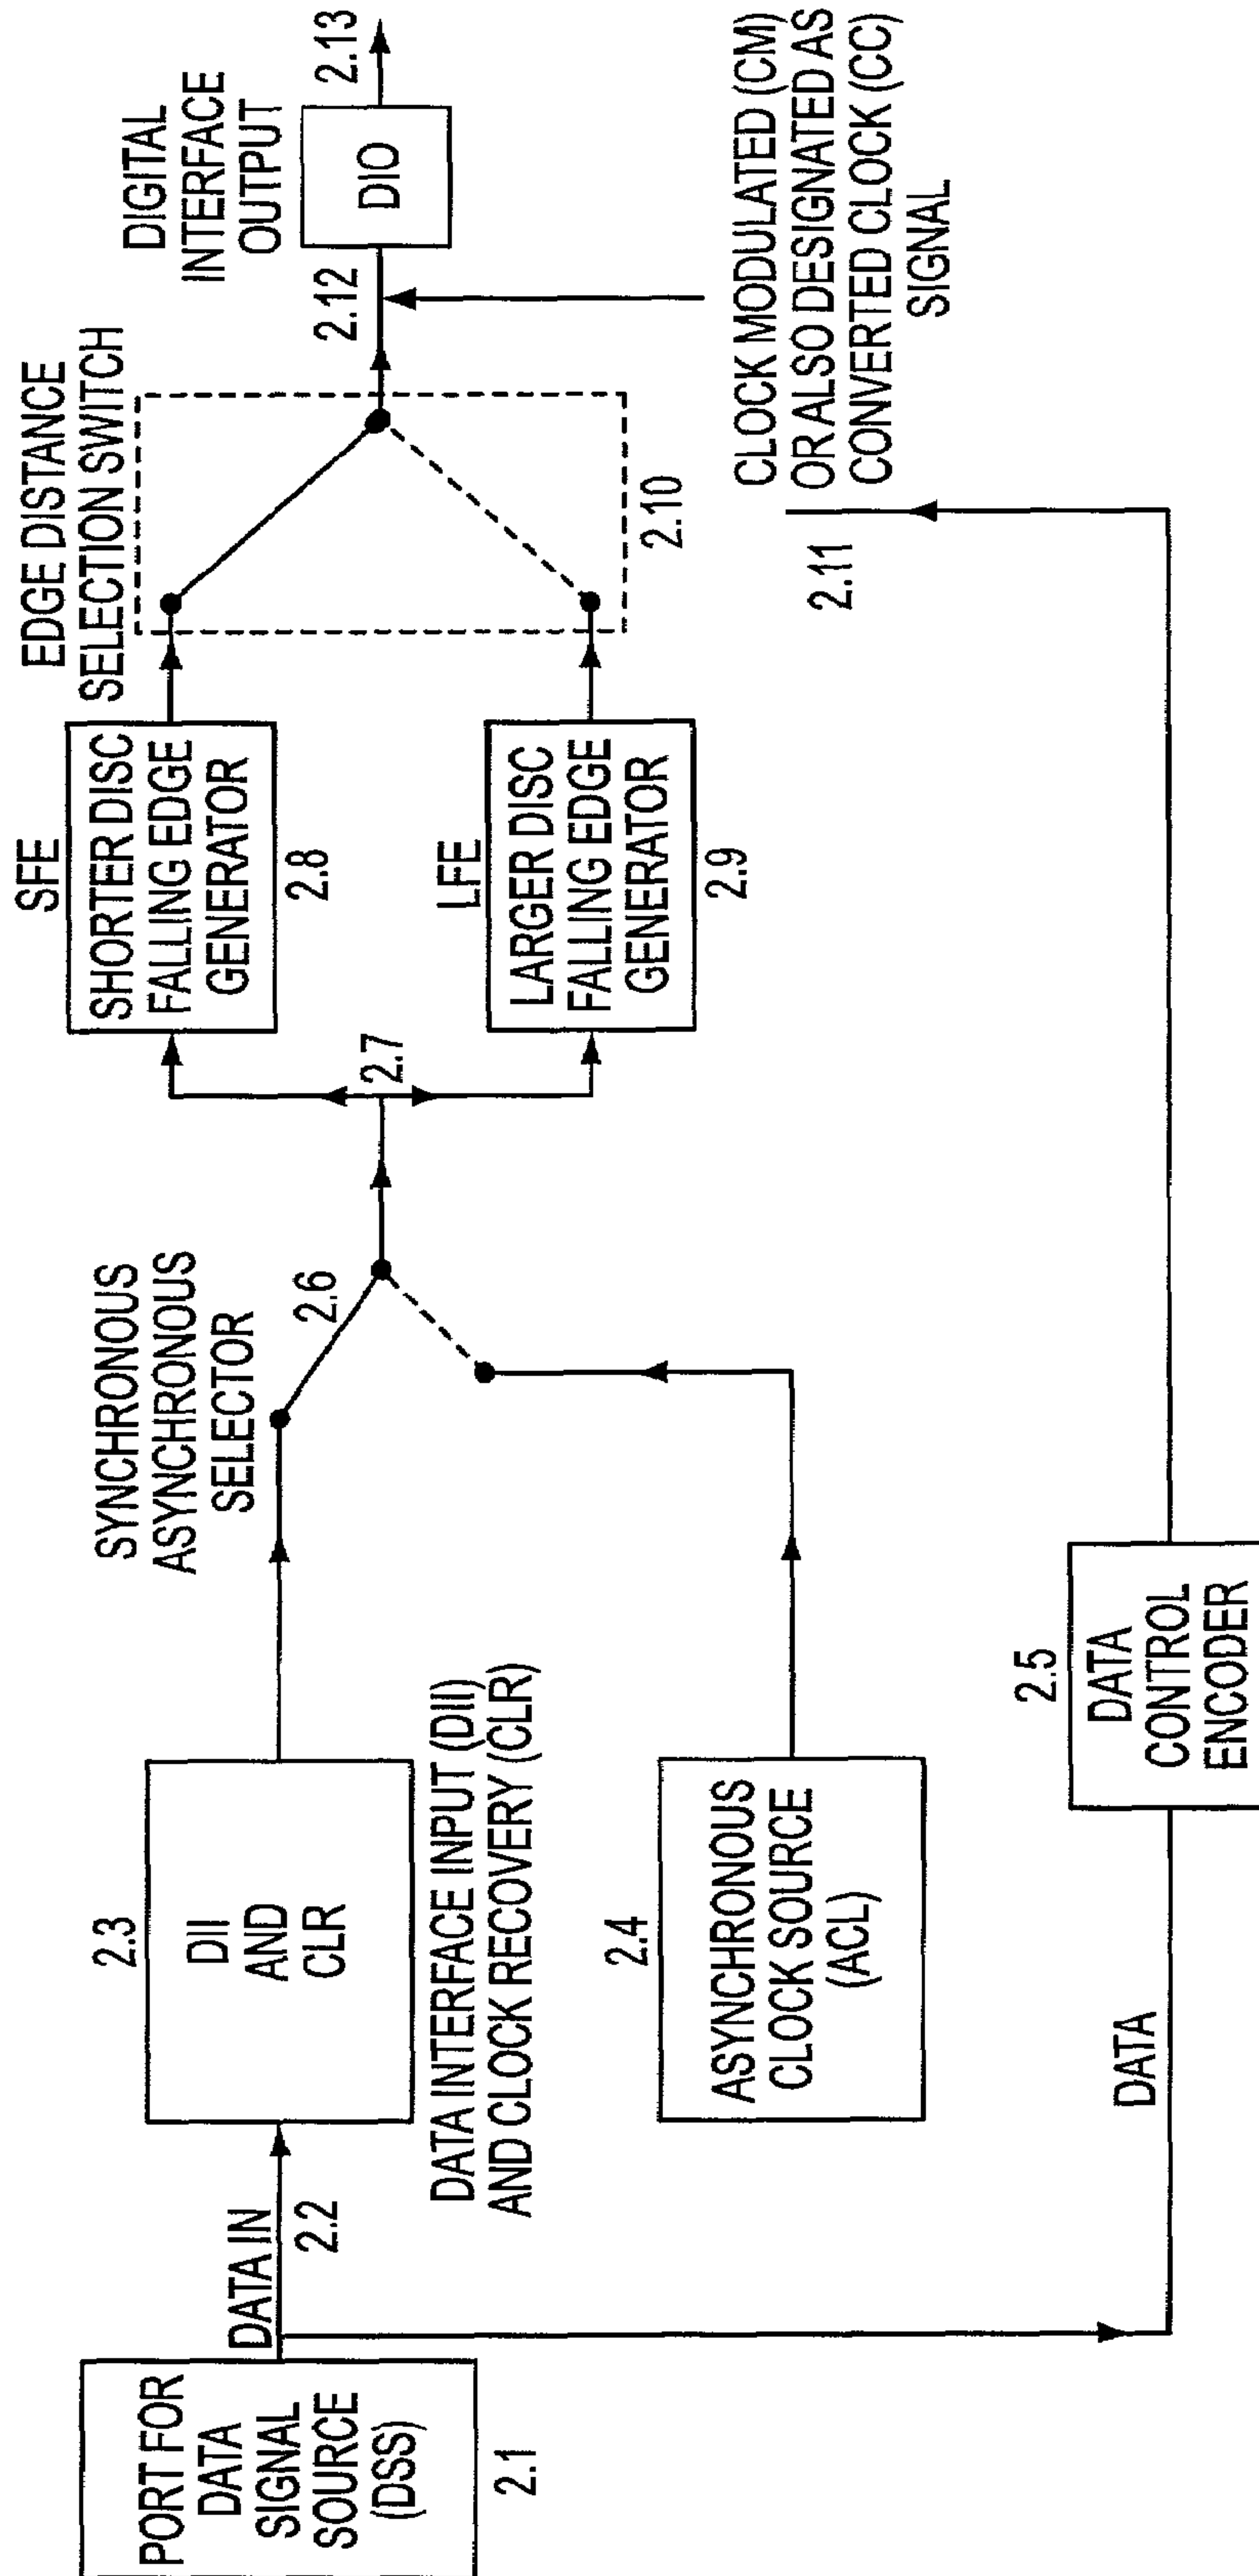 PORT FOR
DATA
SIGNAL
SOURCE
(DSS)
2.1
DATA IN
2.2
2.3
DII
AND
CLR
DATA INTERFACE INPUT (DII)
AND CLOCK RECOVERY (CLR)
2.4
ASYNCHRONOUS
CLOCK SOURCE
(ACL)
DATA
2.5
DATA
CONTROL
ENCODER
SYNCHRONOUS
ASYNCHRONOUS
SELECTOR
2.6
2.7
SFE
SHORTER DISC
FALLING EDGE
GENERATOR
2.8
LFE
LARGER DISC
FALLING EDGE
GENERATOR
2.9
EDGE DISTANCE
SELECTION SWITCH
2.10
2.11
2.12
DIGITAL
INTERFACE
OUTPUT
DIO
2.13
CLOCK MODULATED (CM)
OR ALSO DESIGNATED AS
CONVERTED CLOCK (CC)
SIGNAL